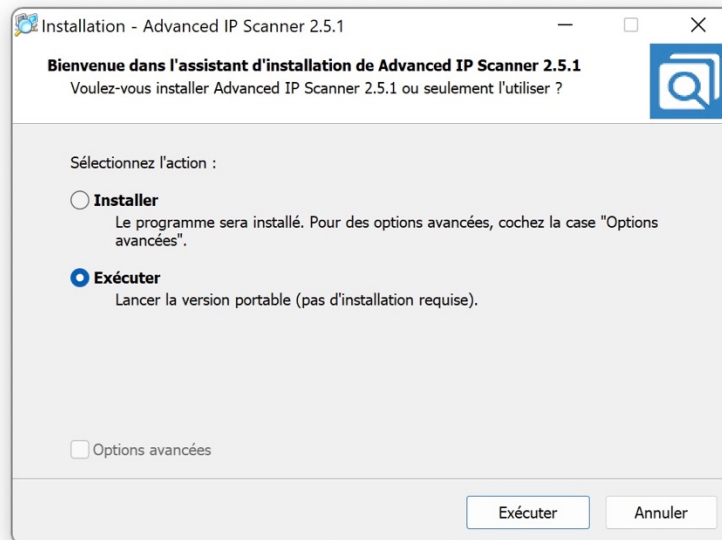 Installation - Advanced IP Scanner 2.5.1
Bienvenue dans l'assistant d'installation de Advanced IP Scanner 2.5.1
Voulez-vous installer Advanced IP Scanner 2.5.1 ou seulement l'utiliser ?
Sélectionnez l'action :
Installer
Le programme sera installé. Pour des options avancées, cochez la case "Options
avancées".
Exécuter
Lancer la version portable (pas d'installation requise).
Options avancées
Exécuter
Annuler